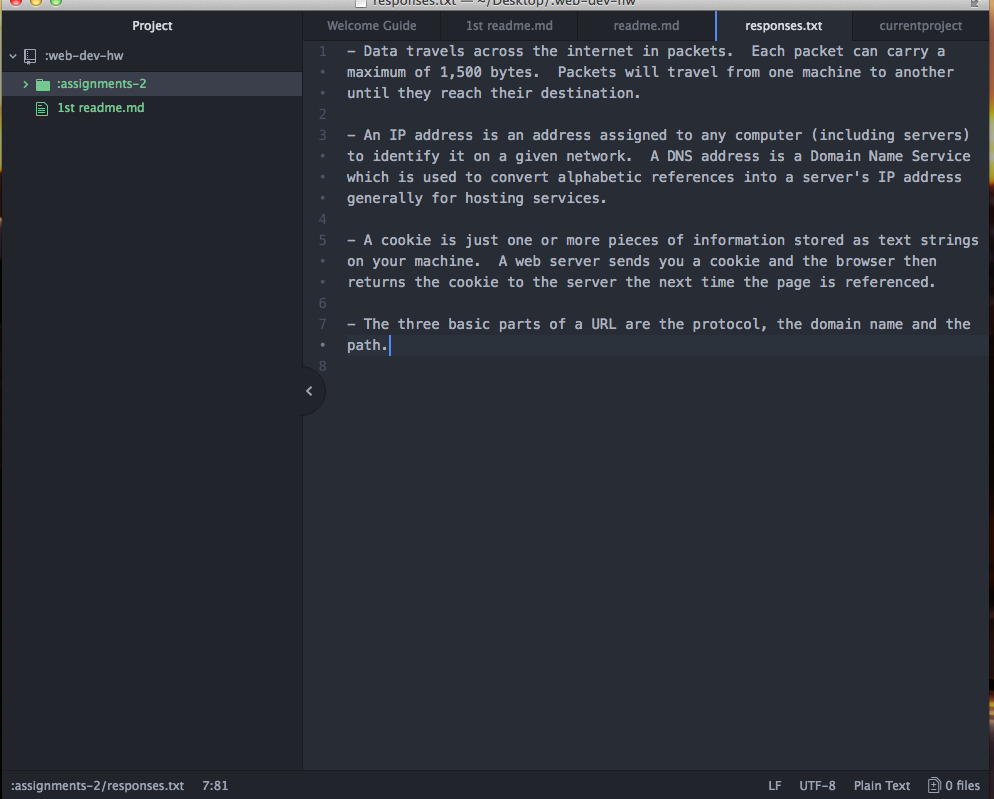 responses.txt — ~/Desktop/:web-dev-hw
Project
Welcome Guide
1st readme.md
readme.md
responses.txt
currentproject
:web-dev-hw
:assignments-2
1st readme.md
1 - Data travels across the internet in packets.  Each packet can carry a
• maximum of 1,500 bytes.  Packets will travel from one machine to another
• until they reach their destination.
2
3 - An IP address is an address assigned to any computer (including servers)
• to identify it on a given network.  A DNS address is a Domain Name Service
• which is used to convert alphabetic references into a server's IP address
• generally for hosting services.
4
5 - A cookie is just one or more pieces of information stored as text strings
• on your machine.  A web server sends you a cookie and the browser then
• returns the cookie to the server the next time the page is referenced.
6
7 - The three basic parts of a URL are the protocol, the domain name and the
• path.
8
:assignments-2/responses.txt 7:81
LF UTF-8 Plain Text 0 files